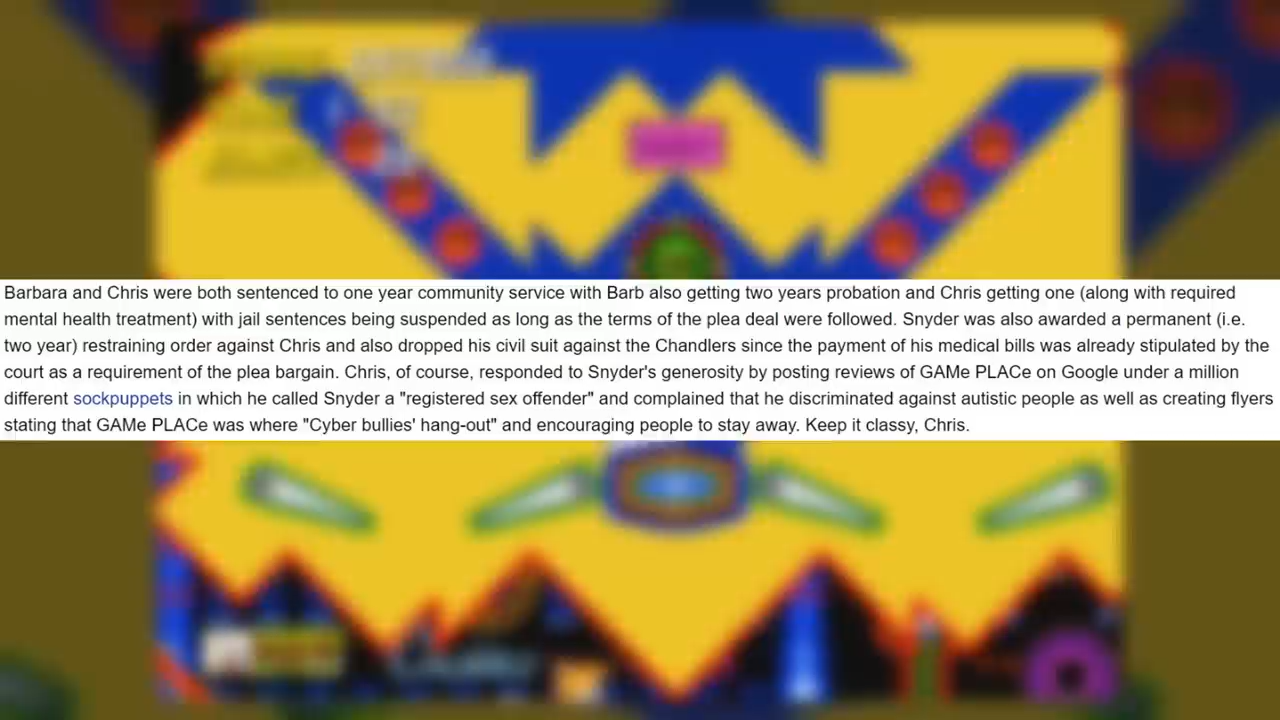 Barbara and Chris were both sentenced to one year community service with Barb also getting two years probation and Chris getting one (along with required
mental health treatment) with jail sentences being suspended as long as the terms of the plea deal were followed. Snyder was also awarded a permanent (i.e.
two year) restraining order against Chris and also dropped his civil suit against the Chandlers since the payment of his medical bills was already stipulated by the
court as a requirement of the plea bargain. Chris, of course, responded to Snyder's generosity by posting reviews of GAMe PLACe on Google under a million
different sockpuppets in which he called Snyder a "registered sex offender" and complained that he discriminated against autistic people as well as creating flyers
stating that GAMe PLACe was where "Cyber bullies' hang-out" and encouraging people to stay away. Keep it classy, Chris.